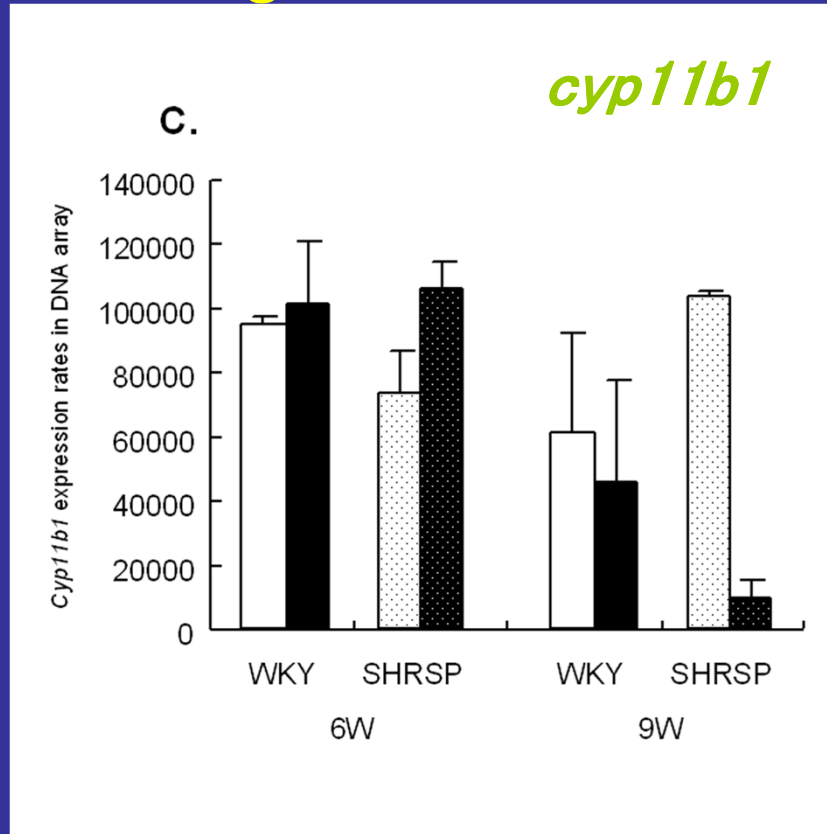 cyp11b1
C.
Cyp11b1 expression rates in DNA array
140000
120000
100000
80000
60000
40000
20000
0
WKY SHRSP WKY SHRSP
6W 9W